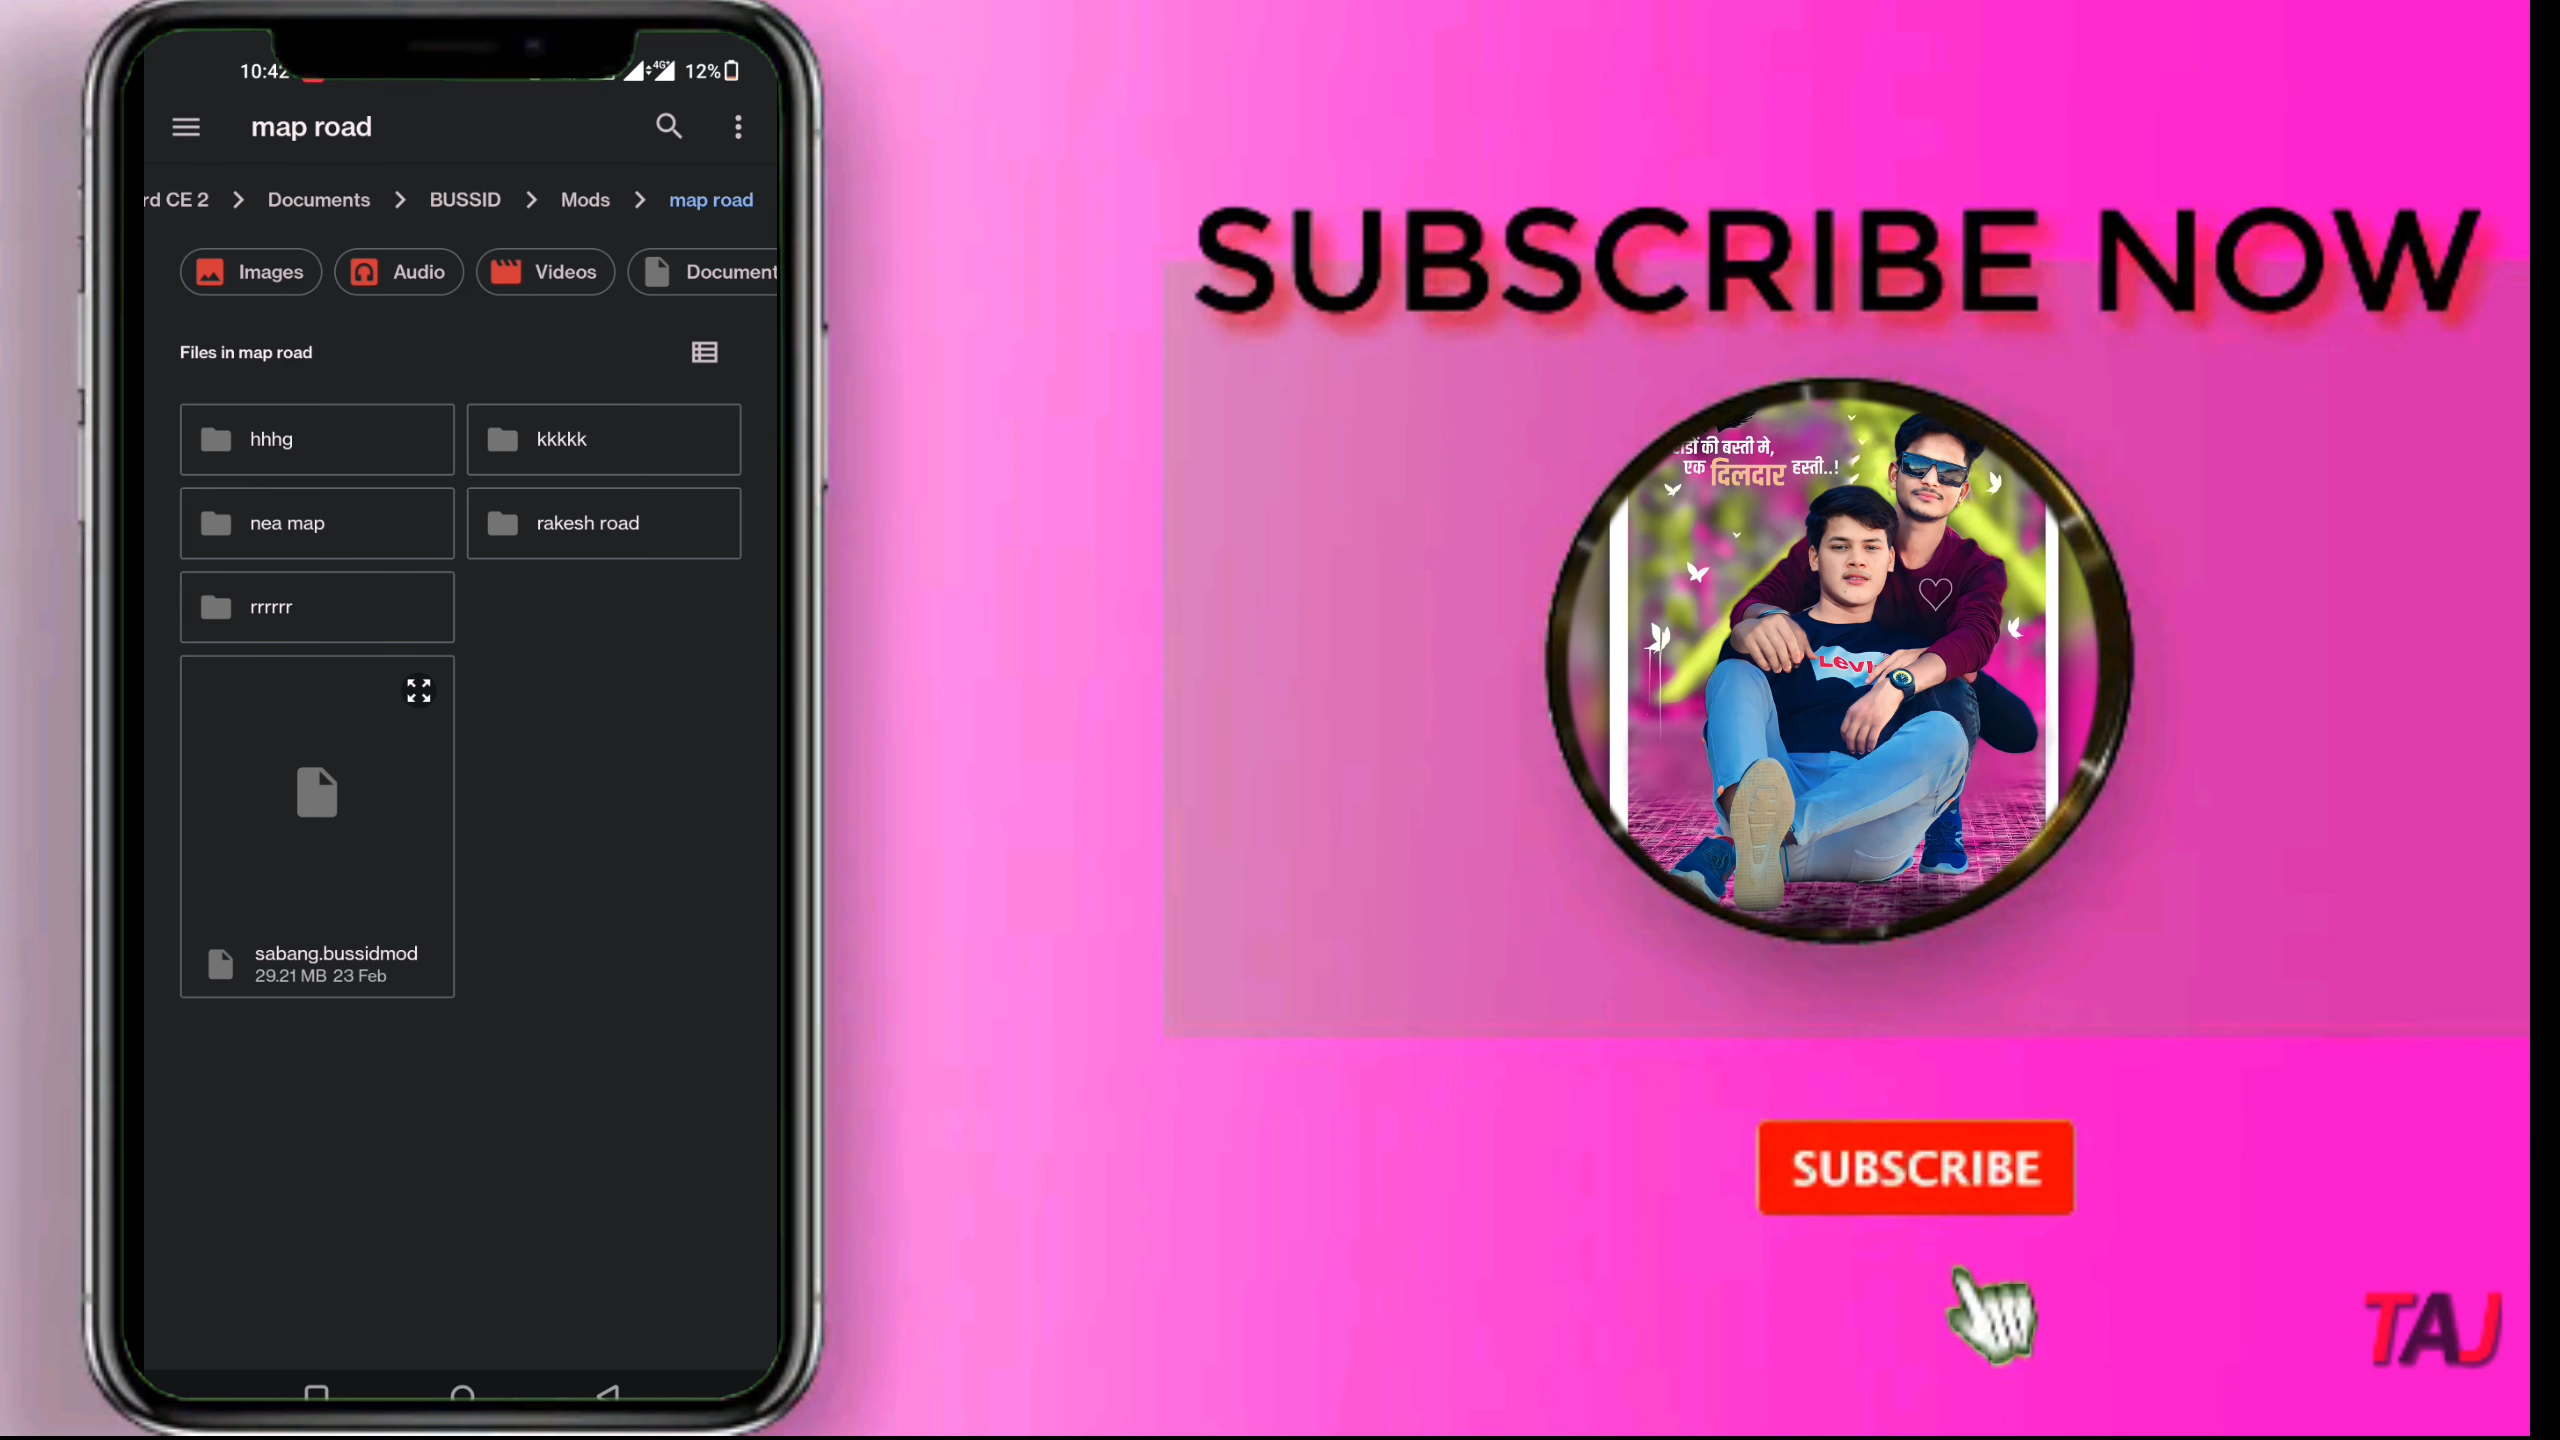 10:42
4G+
12%
map road
rd CE 2 > Documents > BUSSID > Mods > map road
Images
Audio
Videos
Document
Files in map road
hhhg
kkkkk
nea map
rakesh road
rrrrrr
sabang.bussidmod
29.21 MB 23 Feb
SUBSCRIBE NOW
की बस्ती मे,
एक दिलदार हस्ती..!
Levi
SUBSCRIBE
TAJ